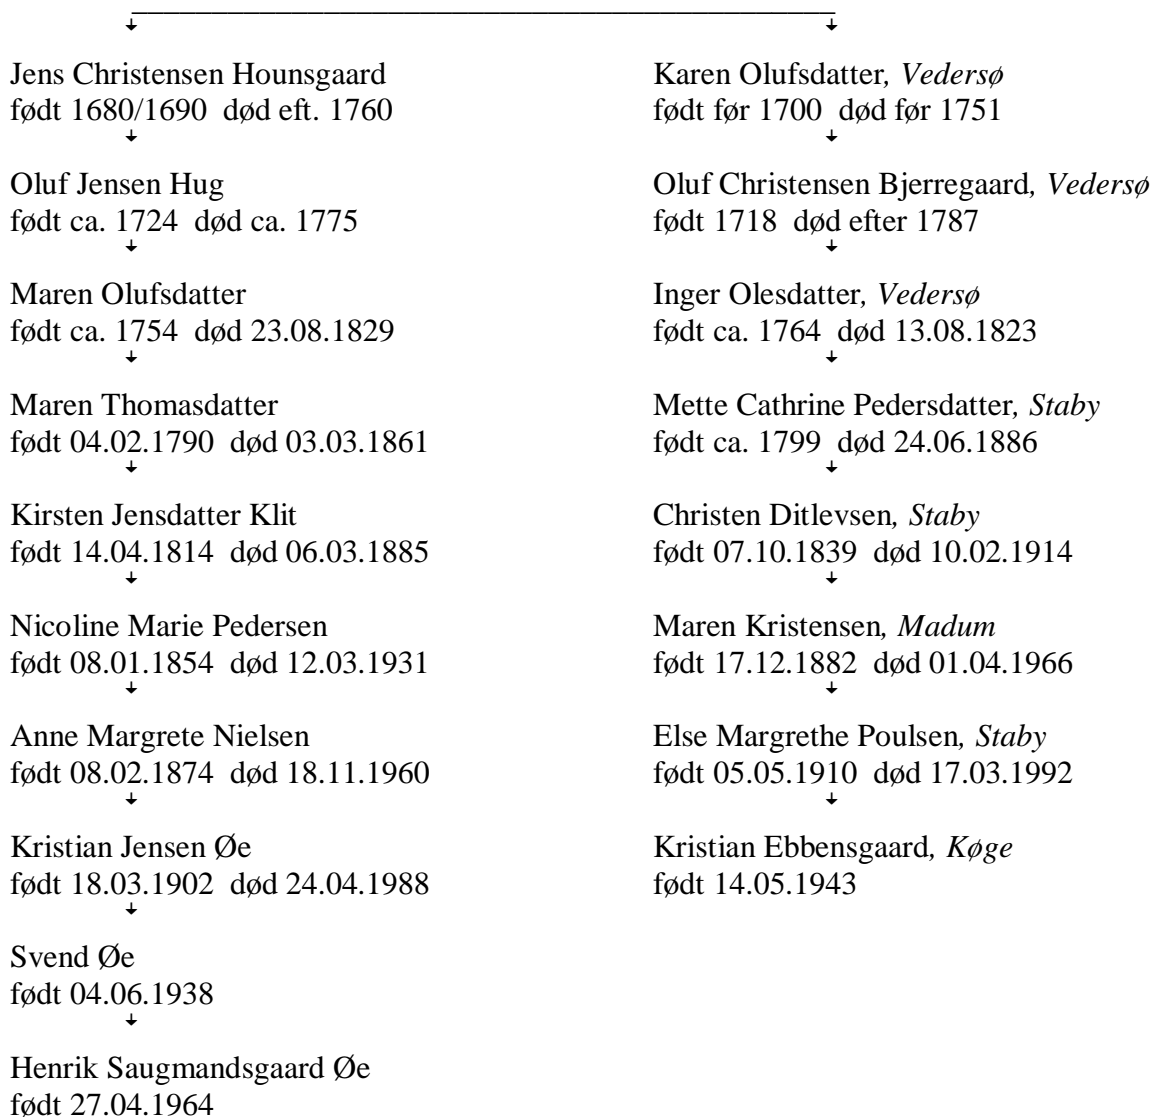 Jens Christensen Hounsgaard
født 1680/1690  død eft. 1760
Oluf Jensen Hug
født ca. 1724  død ca. 1775
Maren Olufsdatter
født ca. 1754  død 23.08.1829
Maren Thomasdatter
født 04.02.1790  død 03.03.1861
Kirsten Jensdatter Klit
født 14.04.1814  død 06.03.1885
Nicoline Marie Pedersen
født 08.01.1854  død 12.03.1931
Anne Margrete Nielsen
født 08.02.1874  død 18.11.1960
Kristian Jensen Øe
født 18.03.1902  død 24.04.1988
Svend Øe
født 04.06.1938
Henrik Saugmandsgaard Øe
født 27.04.1964
Karen Olufsdatter, Vedersø
født før 1700  død før 1751
Oluf Christensen Bjerregaard, Vedersø
født 1718  død efter 1787
Inger Olesdatter, Vedersø
født ca. 1764  død 13.08.1823
Mette Cathrine Pedersdatter, Staby
født ca. 1799  død 24.06.1886
Christen Ditlevsen, Staby
født 07.10.1839  død 10.02.1914
Maren Kristensen, Madum
født 17.12.1882  død 01.04.1966
Else Margrethe Poulsen, Staby
født 05.05.1910  død 17.03.1992
Kristian Ebbensgaard, Køge
født 14.05.1943